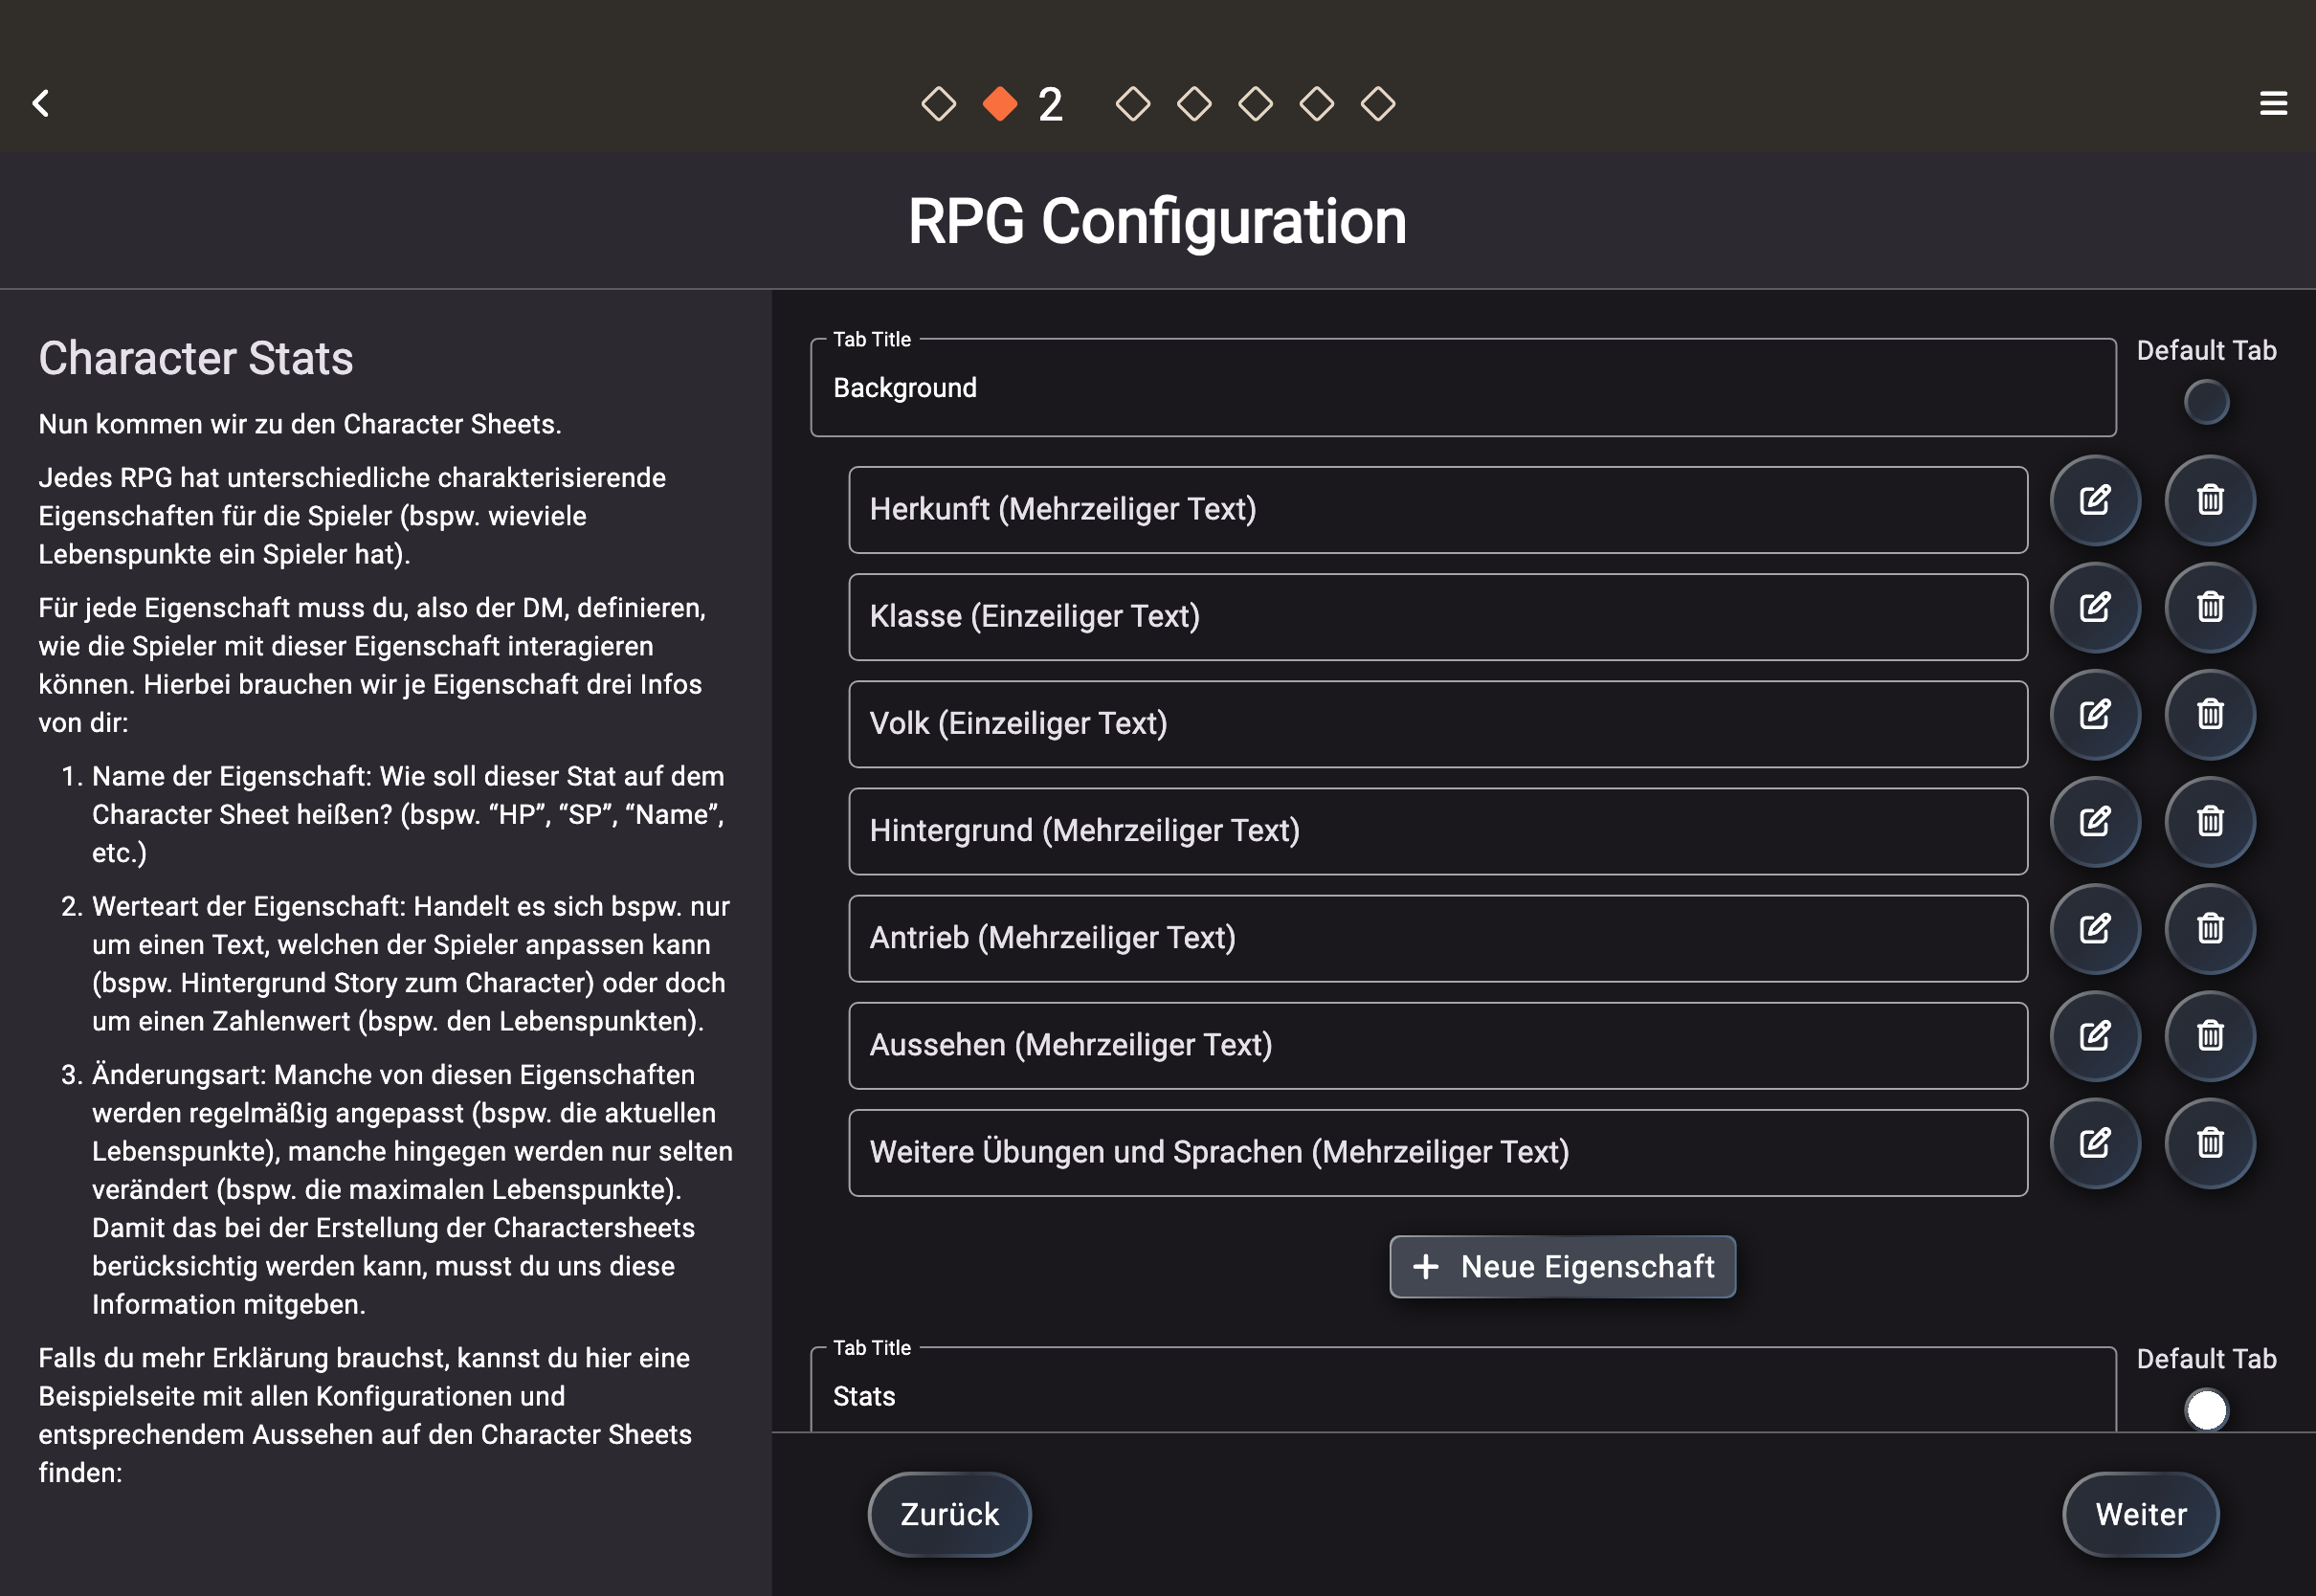 2
RPG Configuration
Character Stats
Nun kommen wir zu den Character Sheets.
Jedes RPG hat unterschiedliche charakterisierende
Eigenschaften für die Spieler (bspw. wieviele
Lebenspunkte ein Spieler hat).
Für jede Eigenschaft muss du, also der DM, definieren,
wie die Spieler mit dieser Eigenschaft interagieren
können. Hierbei brauchen wir je Eigenschaft drei Infos
von dir:
1. Name der Eigenschaft: Wie soll dieser Stat auf dem
Character Sheet heißen? (bspw. “HP”, “SP”, “Name”,
etc.)
2. Werteart der Eigenschaft: Handelt es sich bspw. nur
um einen Text, welchen der Spieler anpassen kann
(bspw. Hintergrund Story zum Character) oder doch
um einen Zahlenwert (bspw. den Lebenspunkten).
3. Änderungsart: Manche von diesen Eigenschaften
werden regelmäßig angepasst (bspw. die aktuellen
Lebenspunkte), manche hingegen werden nur selten
verändert (bspw. die maximalen Lebenspunkte).
Damit das bei der Erstellung der Charactersheets
berücksichtig werden kann, musst du uns diese
Information mitgeben.
Falls du mehr Erklärung brauchst, kannst du hier eine
Beispielseite mit allen Konfigurationen und
entsprechendem Aussehen auf den Character Sheets
finden:
Tab Title
Background
Default Tab
Herkunft (Mehrzeiliger Text)
Klasse (Einzeiliger Text)
Volk (Einzeiliger Text)
Hintergrund (Mehrzeiliger Text)
Antrieb (Mehrzeiliger Text)
Aussehen (Mehrzeiliger Text)
Weitere Übungen und Sprachen (Mehrzeiliger Text)
+ Neue Eigenschaft
Tab Title
Stats
Default Tab
Zurück
Weiter